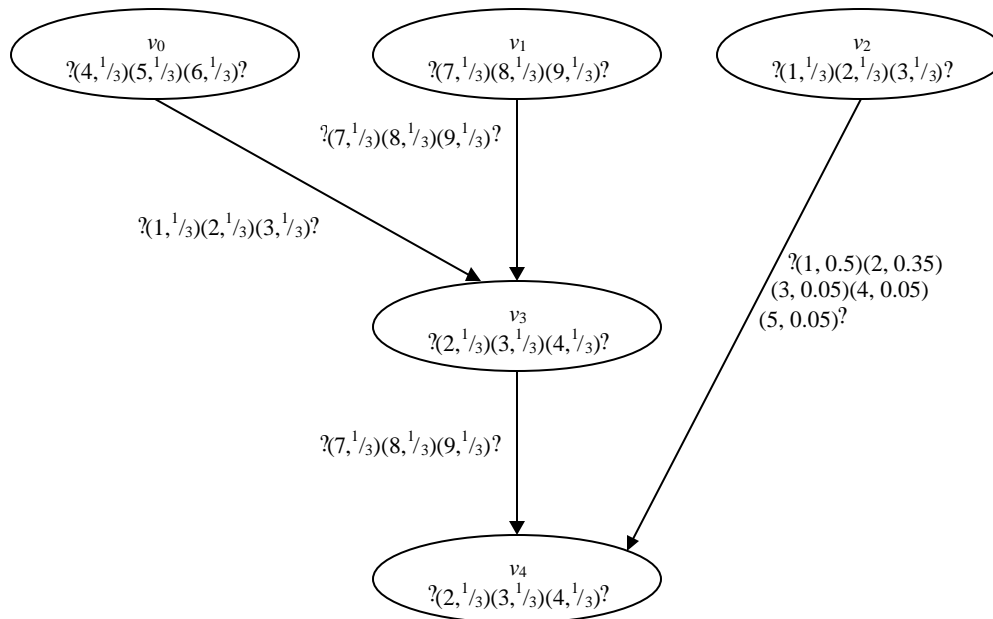 v0
?(4,1/3)(5,1/3)(6,1/3)?
v1
?(7,1/3)(8,1/3)(9,1/3)?
v2
?(1,1/3)(2,1/3)(3,1/3)?
?(7,1/3)(8,1/3)(9,1/3)?
?(1,1/3)(2,1/3)(3,1/3)?
?(1, 0.5)(2, 0.35)
(3, 0.05)(4, 0.05)
(5, 0.05)?
v3
?(2,1/3)(3,1/3)(4,1/3)?
?(7,1/3)(8,1/3)(9,1/3)?
v4
?(2,1/3)(3,1/3)(4,1/3)?